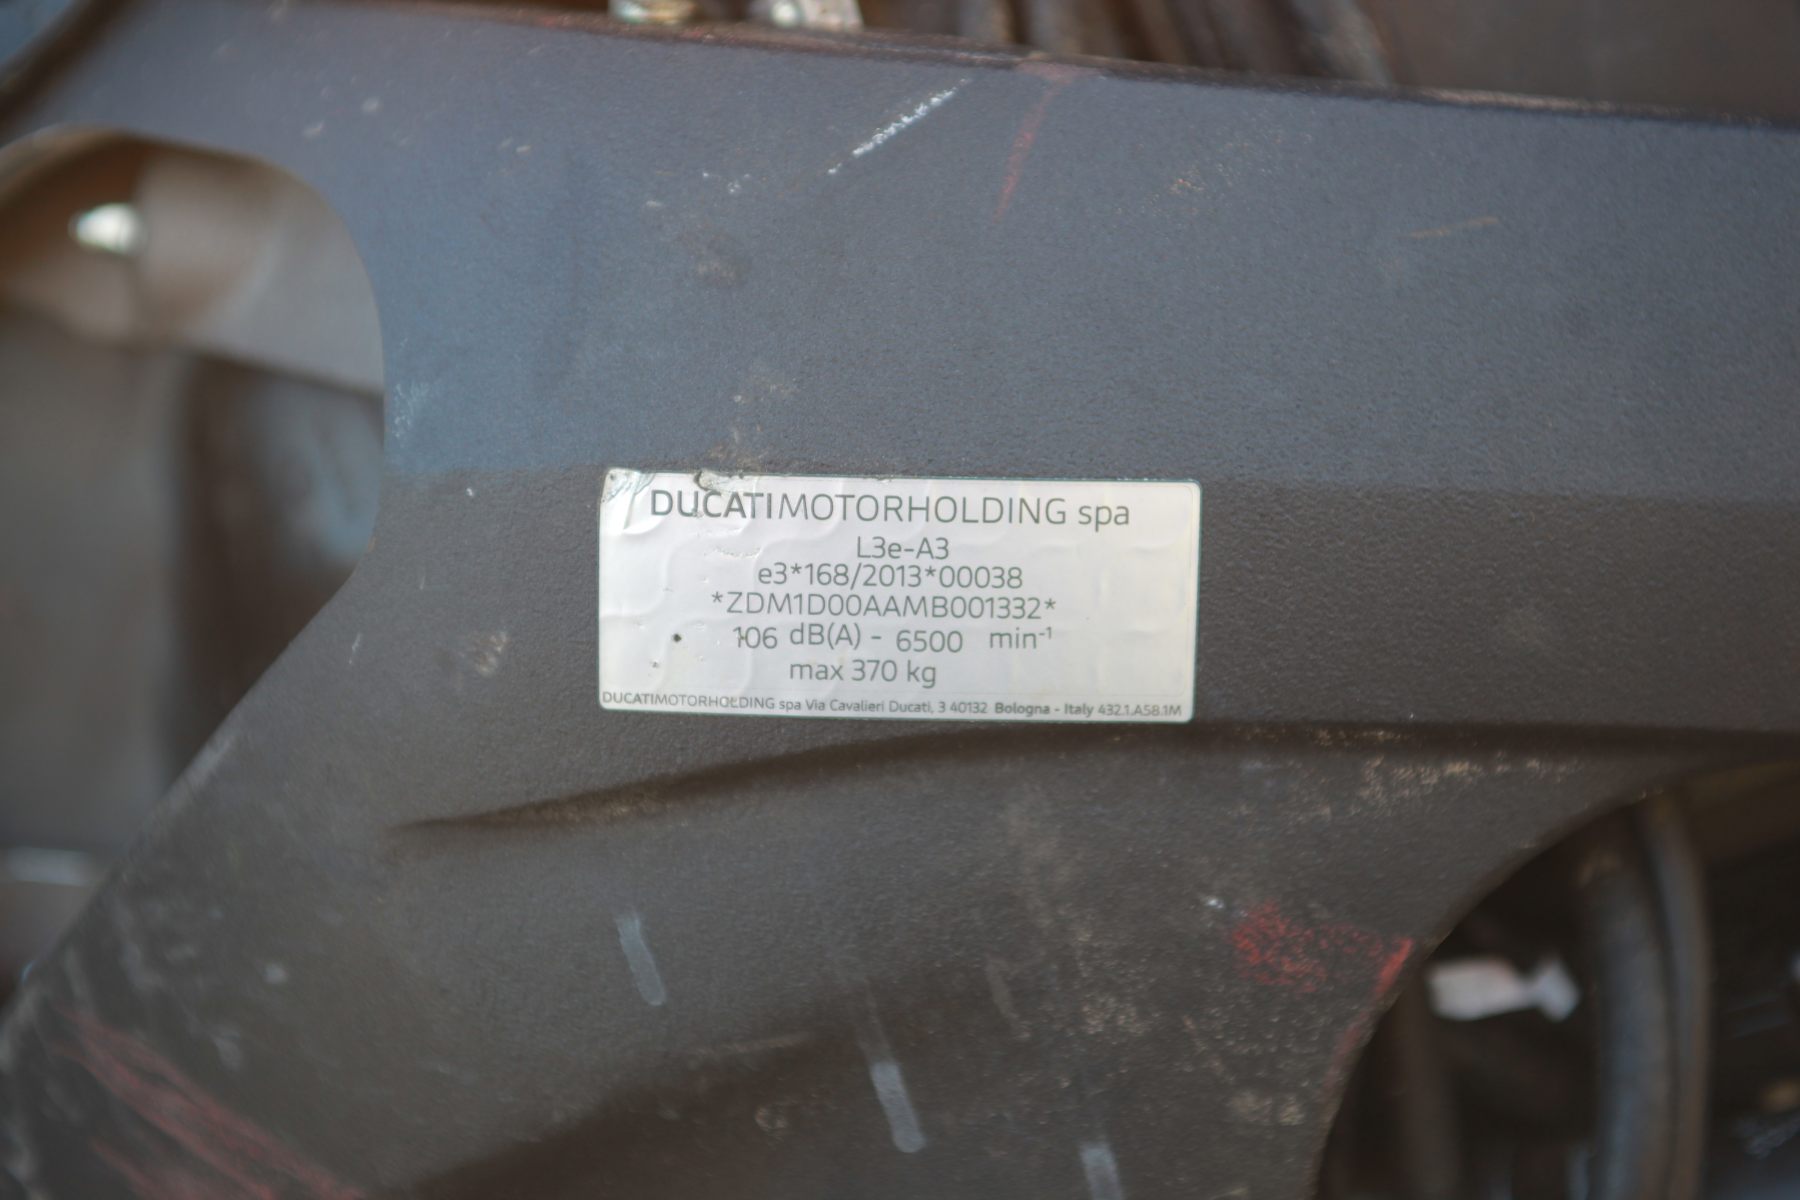 DUCATIMOTORHOLDING spa
L3e-A3
e3*168/2013*00038
*ZDM1D00AAMB001332*
106 dB(A) - 6500 min⁻¹
max 370 kg
DUCATIMOTORHOLDING spa Via Cavalieri Ducati, 3 40132 Bologna - Italy 432.1.A58.1M